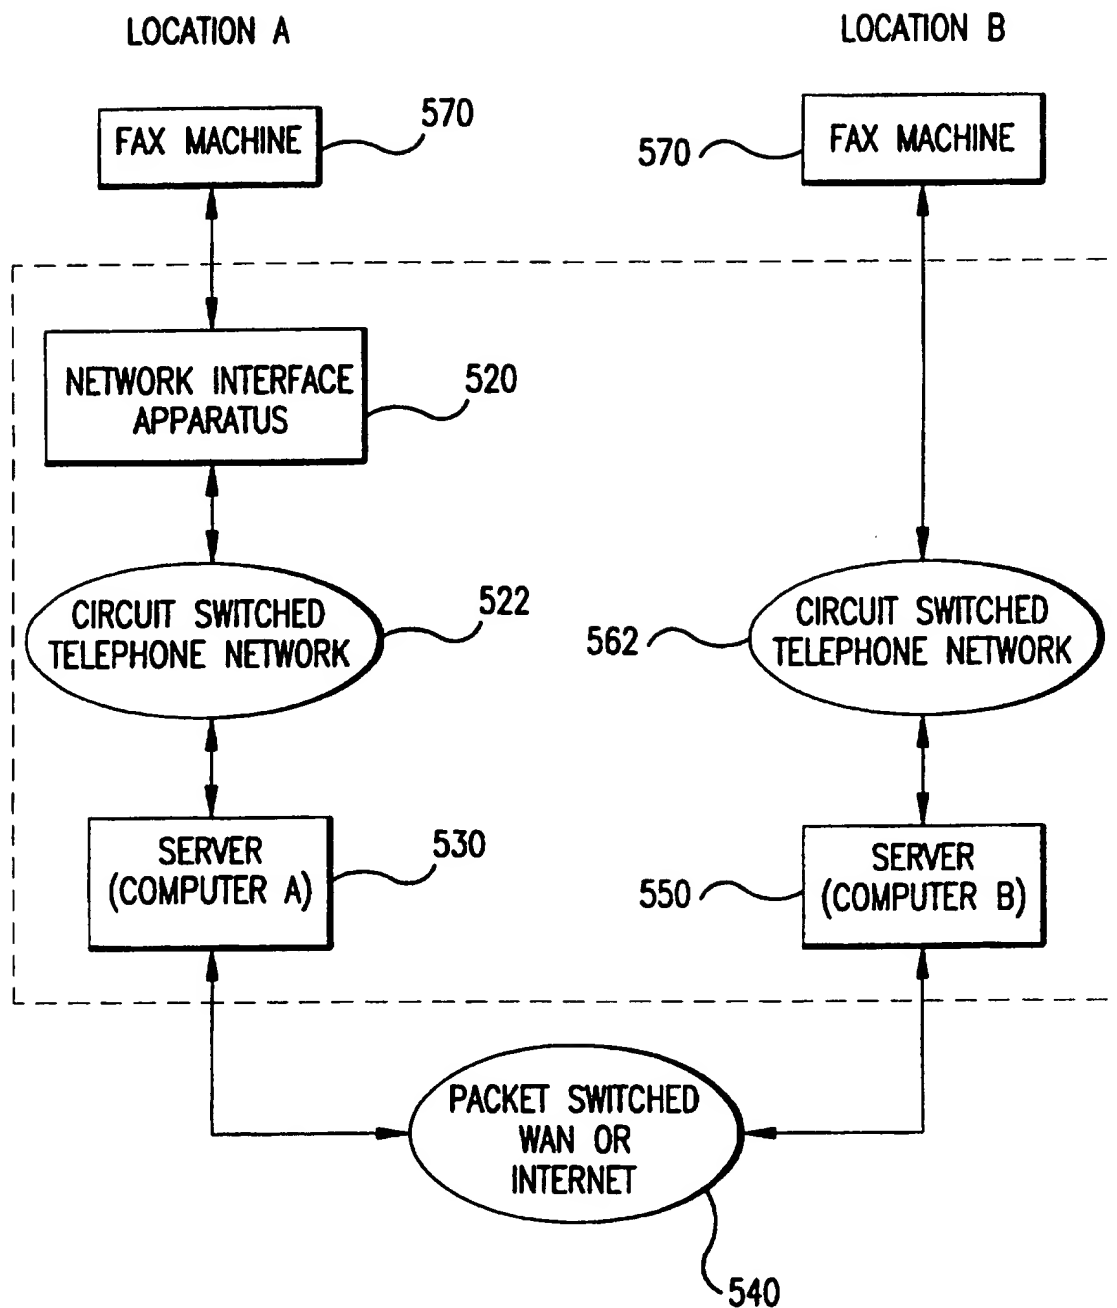 LOCATION A
LOCATION B
FAX MACHINE
570
570
FAX MACHINE
NETWORK INTERFACE
APPARATUS
520
CIRCUIT SWITCHED
TELEPHONE NETWORK
522
562
CIRCUIT SWITCHED
TELEPHONE NETWORK
SERVER
(COMPUTER A)
530
550
SERVER
(COMPUTER B)
PACKET SWITCHED
WAN OR
INTERNET
540